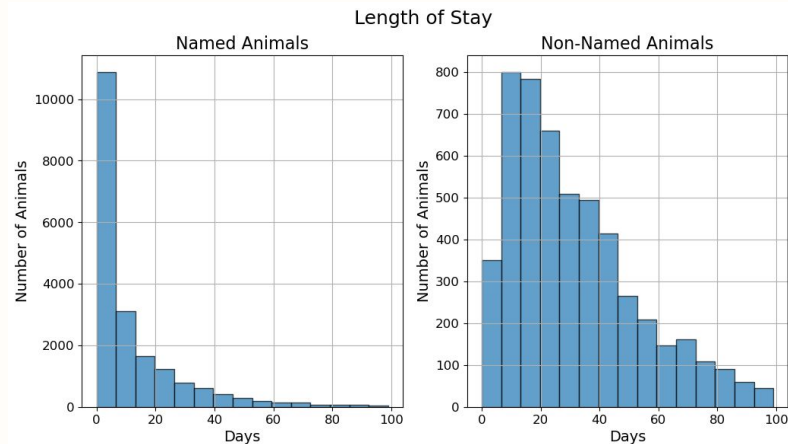 Length of Stay
Named Animals
Non-Named Animals
Number of Animals
10000
8000
6000
4000
2000
0
0 20 40 60 80 100
Days
Number of Animals
800
700
600
500
400
300
200
100
0
0 20 40 60 80 100
Days